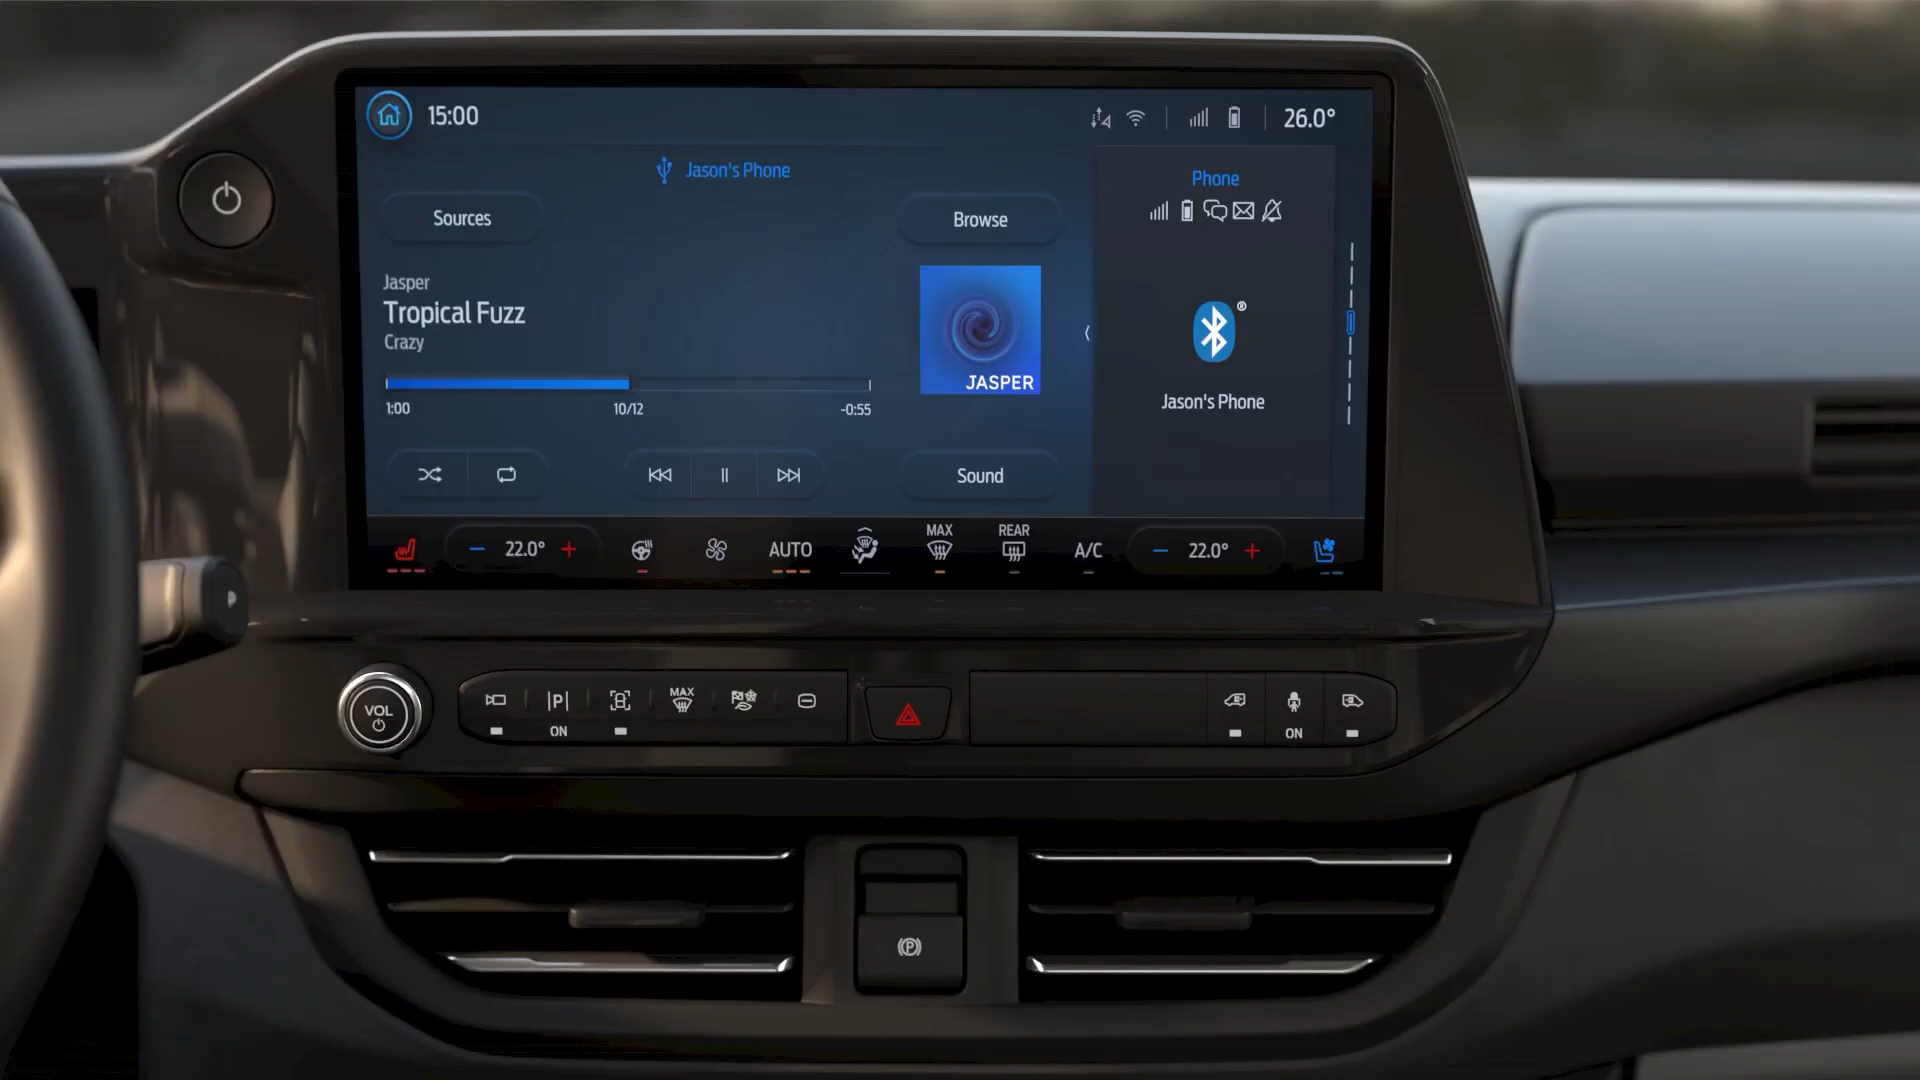 15:00
26.0°
Jason's Phone
Phone
Sources
Browse
Jasper
Tropical Fuzz
Crazy
JASPER
1:00
10/12
-0:55
Jason's Phone
Sound
22.0°
AUTO
MAX
REAR
A/C
22.0°
P
VOL
P
ON
MAX
ON
P